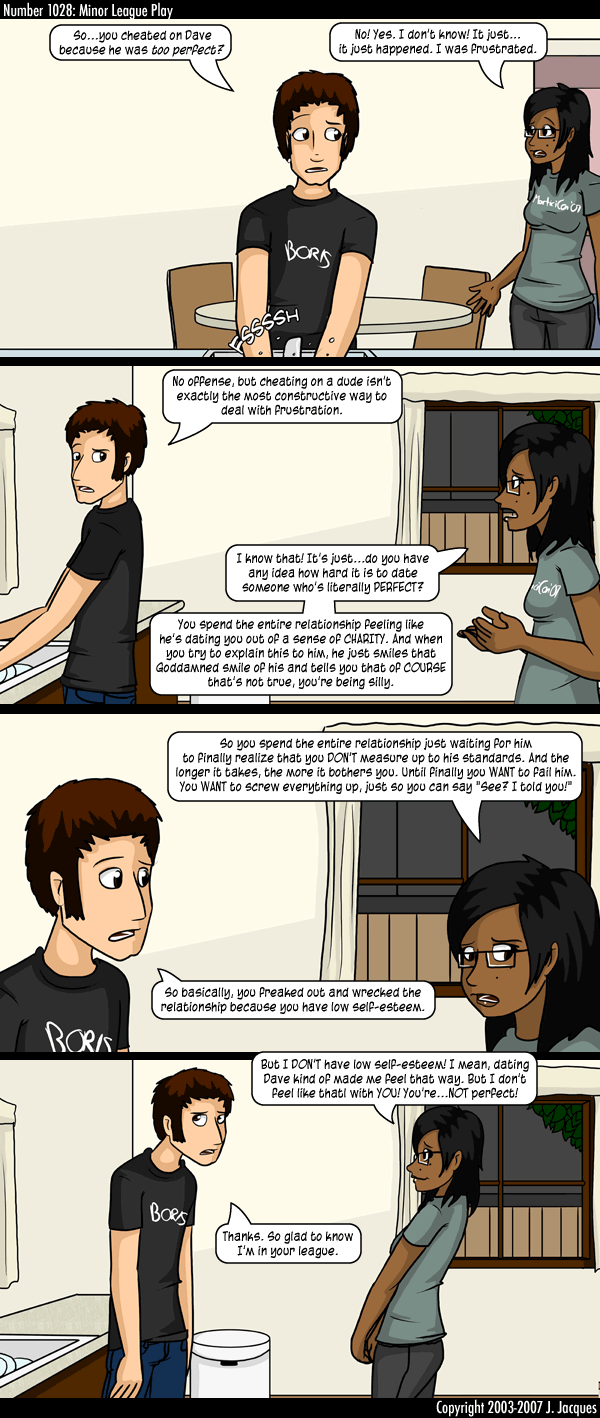 Number 1028: Minor League Play
So...you cheated on Dave
because he was too perfect?
No! Yes. I don't know! It just...
it just happened. I was frustrated.
BORIS
FSSSSSH
No offense, but cheating on a dude isn't
exactly the most constructive way to
deal with frustration.
I know that! It's just...do you have
any idea how hard it is to date
someone who's literally PERFECT?
You spend the entire relationship feeling like
he's dating you out of a sense of CHARITY. And when
you try to explain this to him, he just smiles that
Goddamned smile of his and tells you that of COURSE
that's not true, you're being silly.
So you spend the entire relationship just waiting for him
to finally realize that you DON'T measure up to his standards. And the
longer it takes, the more it bothers you. Until finally you WANT to fail him.
You WANT to screw everything up, just so you can say "See? I told you!"
So basically, you freaked out and wrecked the
relationship because you have low self-esteem.
BORIS
But I DON'T have low self-esteem! I mean, dating
Dave kind of made me feel that way. But I don't
feel like thatl with YOU! You're...NOT perfect!
BORIS
Thanks. So glad to know
I'm in your league.
Copyright 2003-2007 J. Jacques